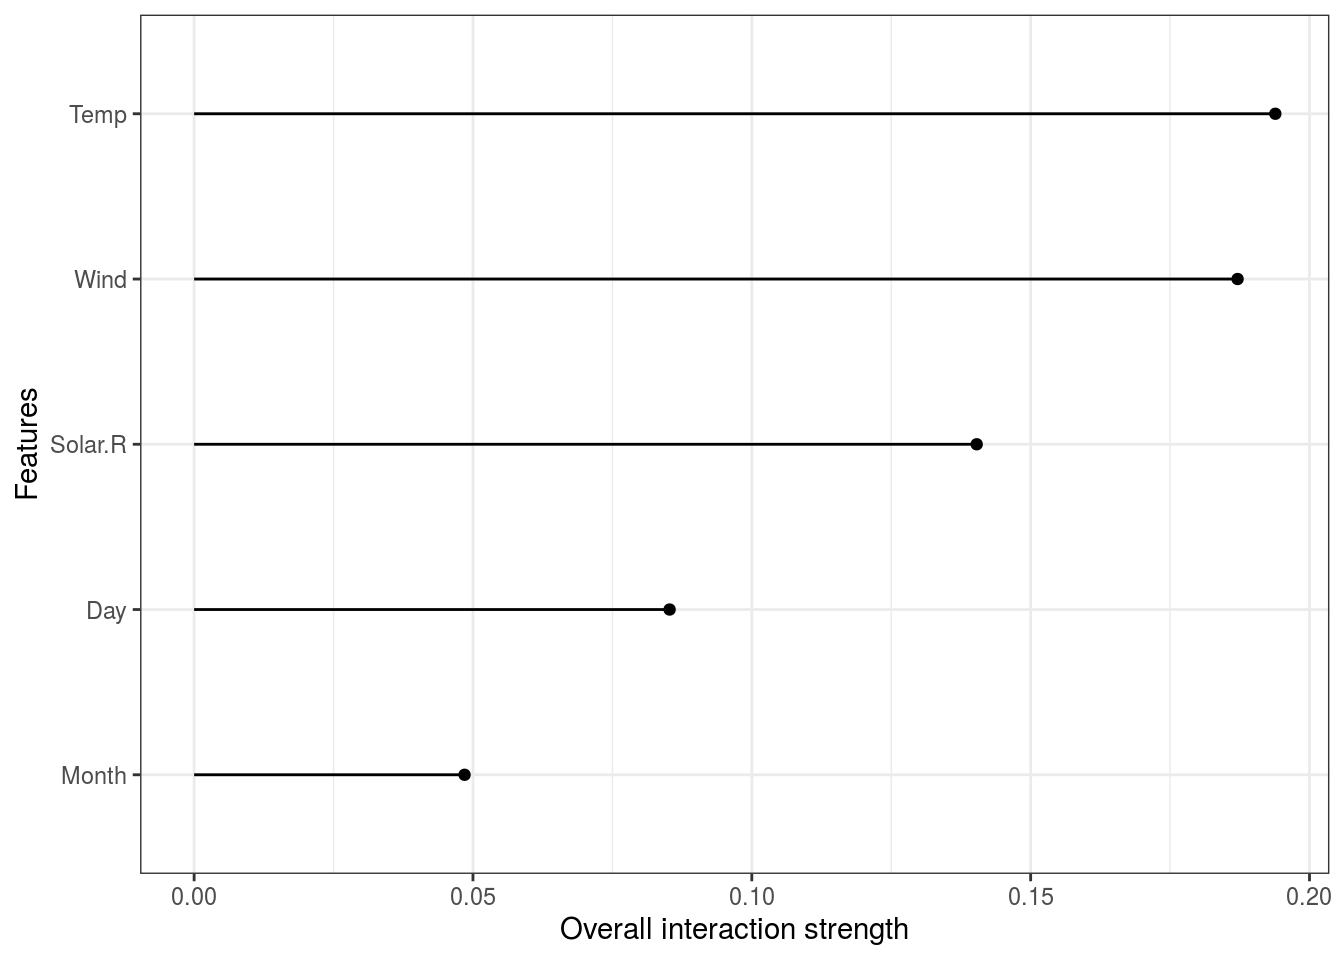 Temp
Wind
Solar.R
Day
Month
Features
0.00 0.05 0.10 0.15 0.20
Overall interaction strength